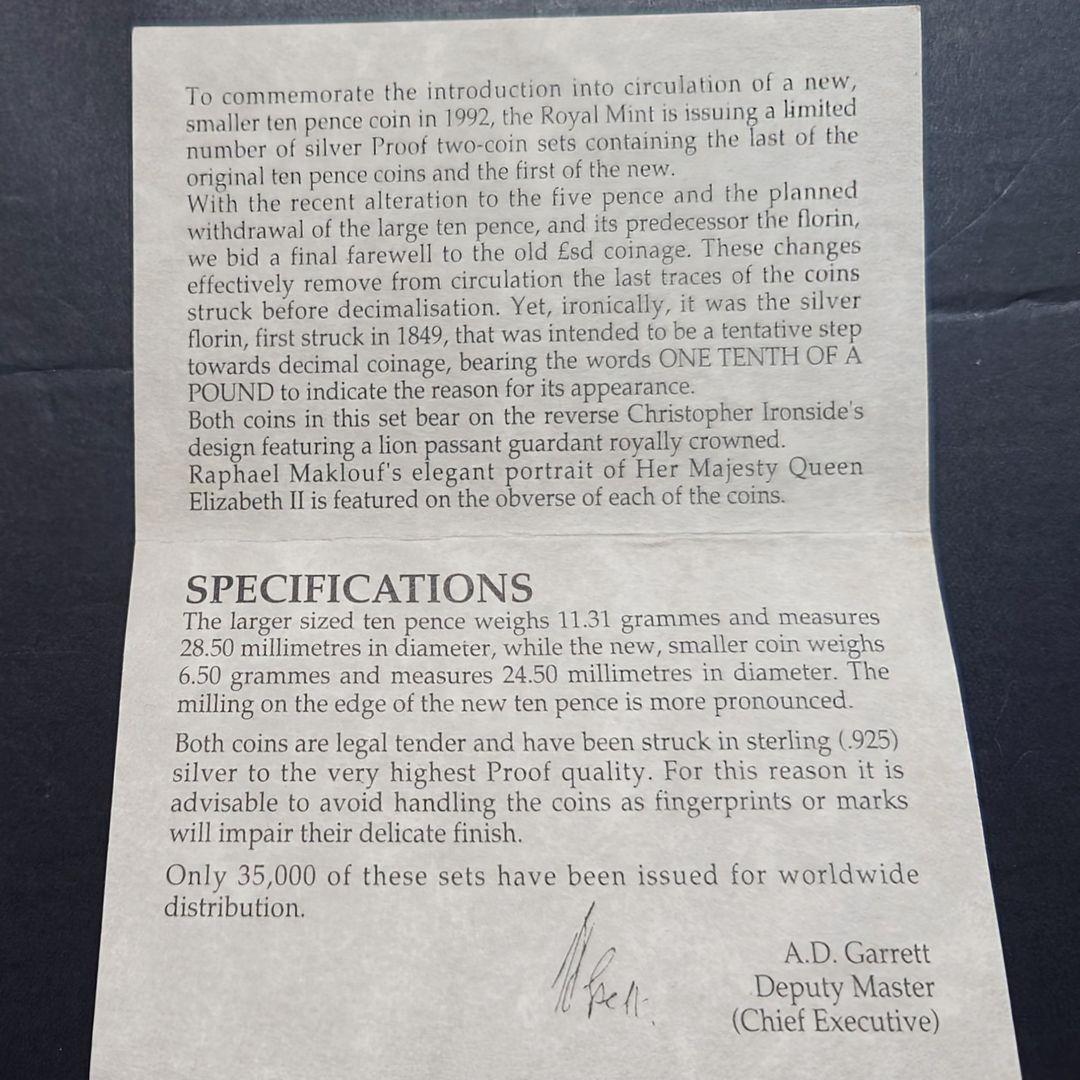 To commemorate the introduction into circulation of a new,
smaller ten pence coin in 1992, the Royal Mint is issuing a limited
number of silver Proof two-coin sets containing the last of the
original ten pence coins and the first of the new.
With the recent alteration to the five pence and the planned
withdrawal of the large ten pence, and its predecessor the florin,
we bid a final farewell to the old £sd coinage. These changes
effectively remove from circulation the last traces of the coins
struck before decimalisation. Yet, ironically, it was the silver
florin, first struck in 1849, that was intended to be a tentative step
towards decimal coinage, bearing the words ONE TENTH OF A
POUND to indicate the reason for its appearance.
Both coins in this set bear on the reverse Christopher Ironside's
design featuring a lion passant guardant royally crowned.
Raphael Maklouf's elegant portrait of Her Majesty Queen
Elizabeth II is featured on the obverse of each of the coins.
SPECIFICATIONS
The larger sized ten pence weighs 11.31 grammes and measures
28.50 millimetres in diameter, while the new, smaller coin weighs
6.50 grammes and measures 24.50 millimetres in diameter. The
milling on the edge of the new ten pence is more pronounced.
Both coins are legal tender and have been struck in sterling (.925)
silver to the very highest Proof quality. For this reason it is
advisable to avoid handling the coins as fingerprints or marks
will impair their delicate finish.
Only 35,000 of these sets have been issued for worldwide
distribution.
A.D. Garrett
Deputy Master
(Chief Executive)